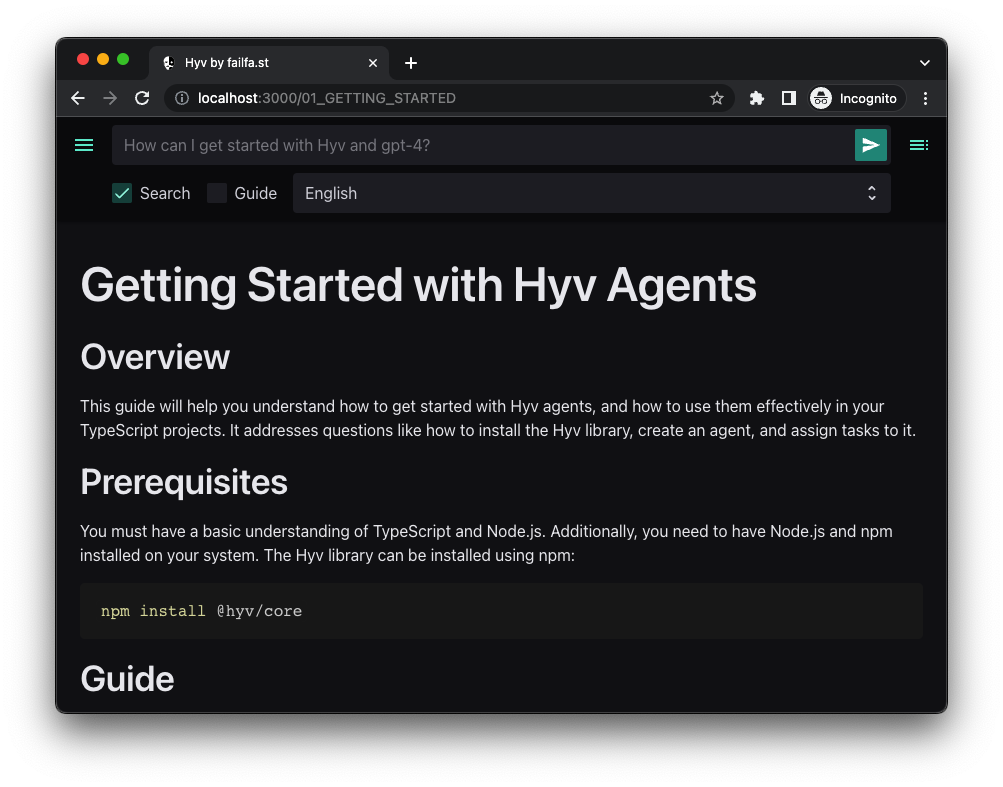 Hyv by failfa.st
localhost:3000/01_GETTING_STARTED
Incognito
How can I get started with Hyv and gpt-4?
Search
Guide
English
Getting Started with Hyv Agents
Overview
This guide will help you understand how to get started with Hyv agents, and how to use them effectively in your
TypeScript projects. It addresses questions like how to install the Hyv library, create an agent, and assign tasks to it.
Prerequisites
You must have a basic understanding of TypeScript and Node.js. Additionally, you need to have Node.js and npm
installed on your system. The Hyv library can be installed using npm:
npm install @hyv/core
Guide